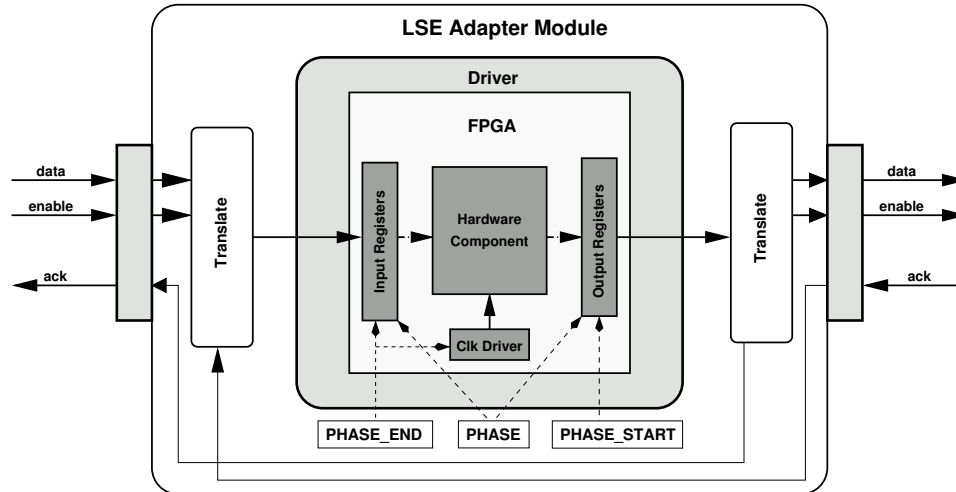 LSE Adapter Module
Driver
FPGA
data
enable
ack
Translate
Input Registers
Hardware
Component
Output Registers
Clk Driver
Translate
data
enable
ack
PHASE_END
PHASE
PHASE_START